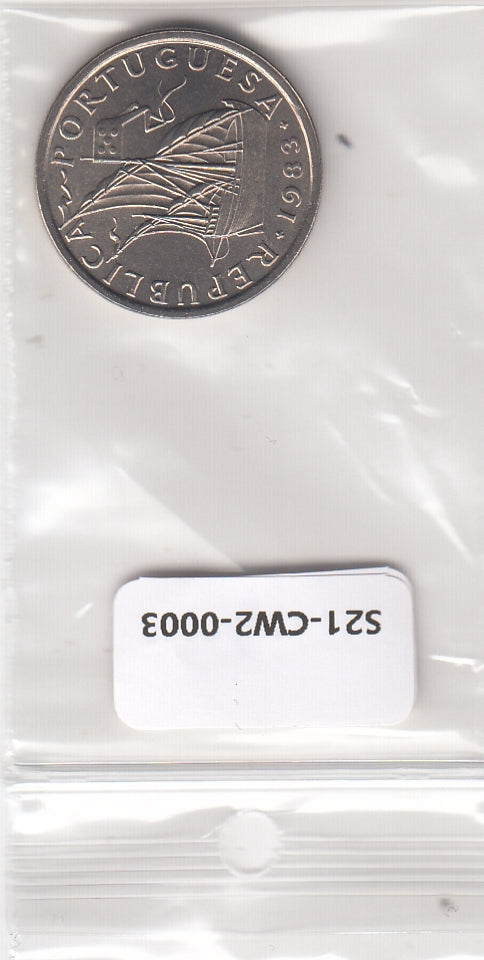 REPUBLICA PORTUGUESA
*1983*
S21-CW2-0003